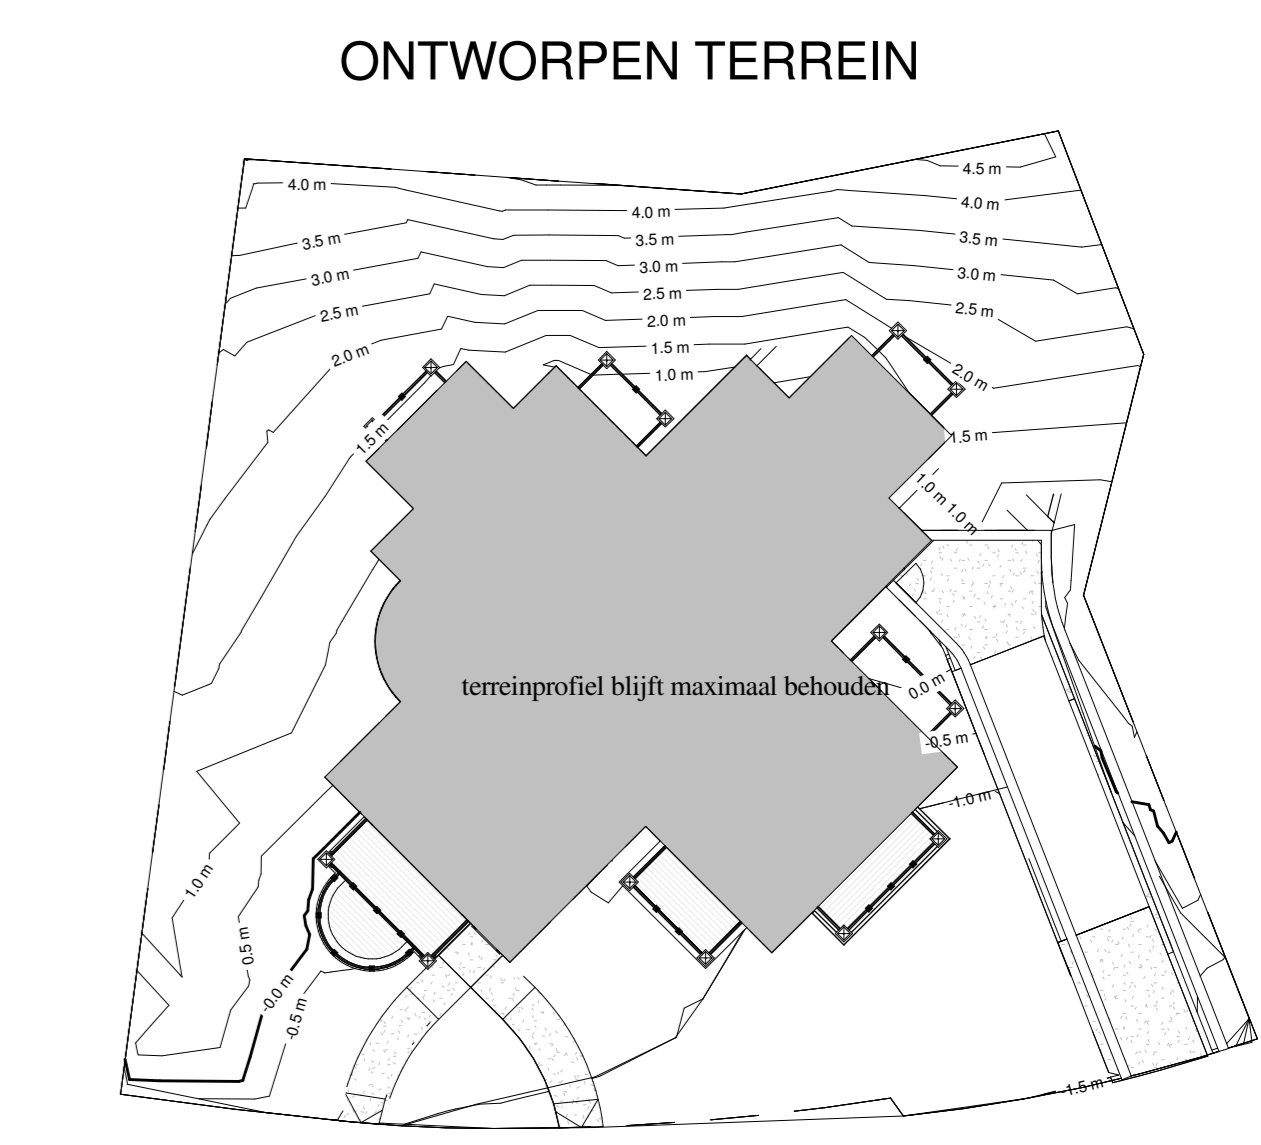 ONTWORPEN TERREIN
4.5 m
4.0 m
4.0 m
4.0 m
3.5 m
3.5 m
3.5 m
3.0 m
3.0 m
3.0 m
2.5 m
2.5 m
2.5 m
2.0 m
2.0 m
2.0 m
1.5 m
1.0 m
1.5 m
1.5 m
1.0 m
1.0 m
terreinprofiel blijft maximaal behouden
0.0 m
-0.5 m
-1.0 m
1.0 m
0.5 m
-0.0 m
-0.5 m
-1.5 m